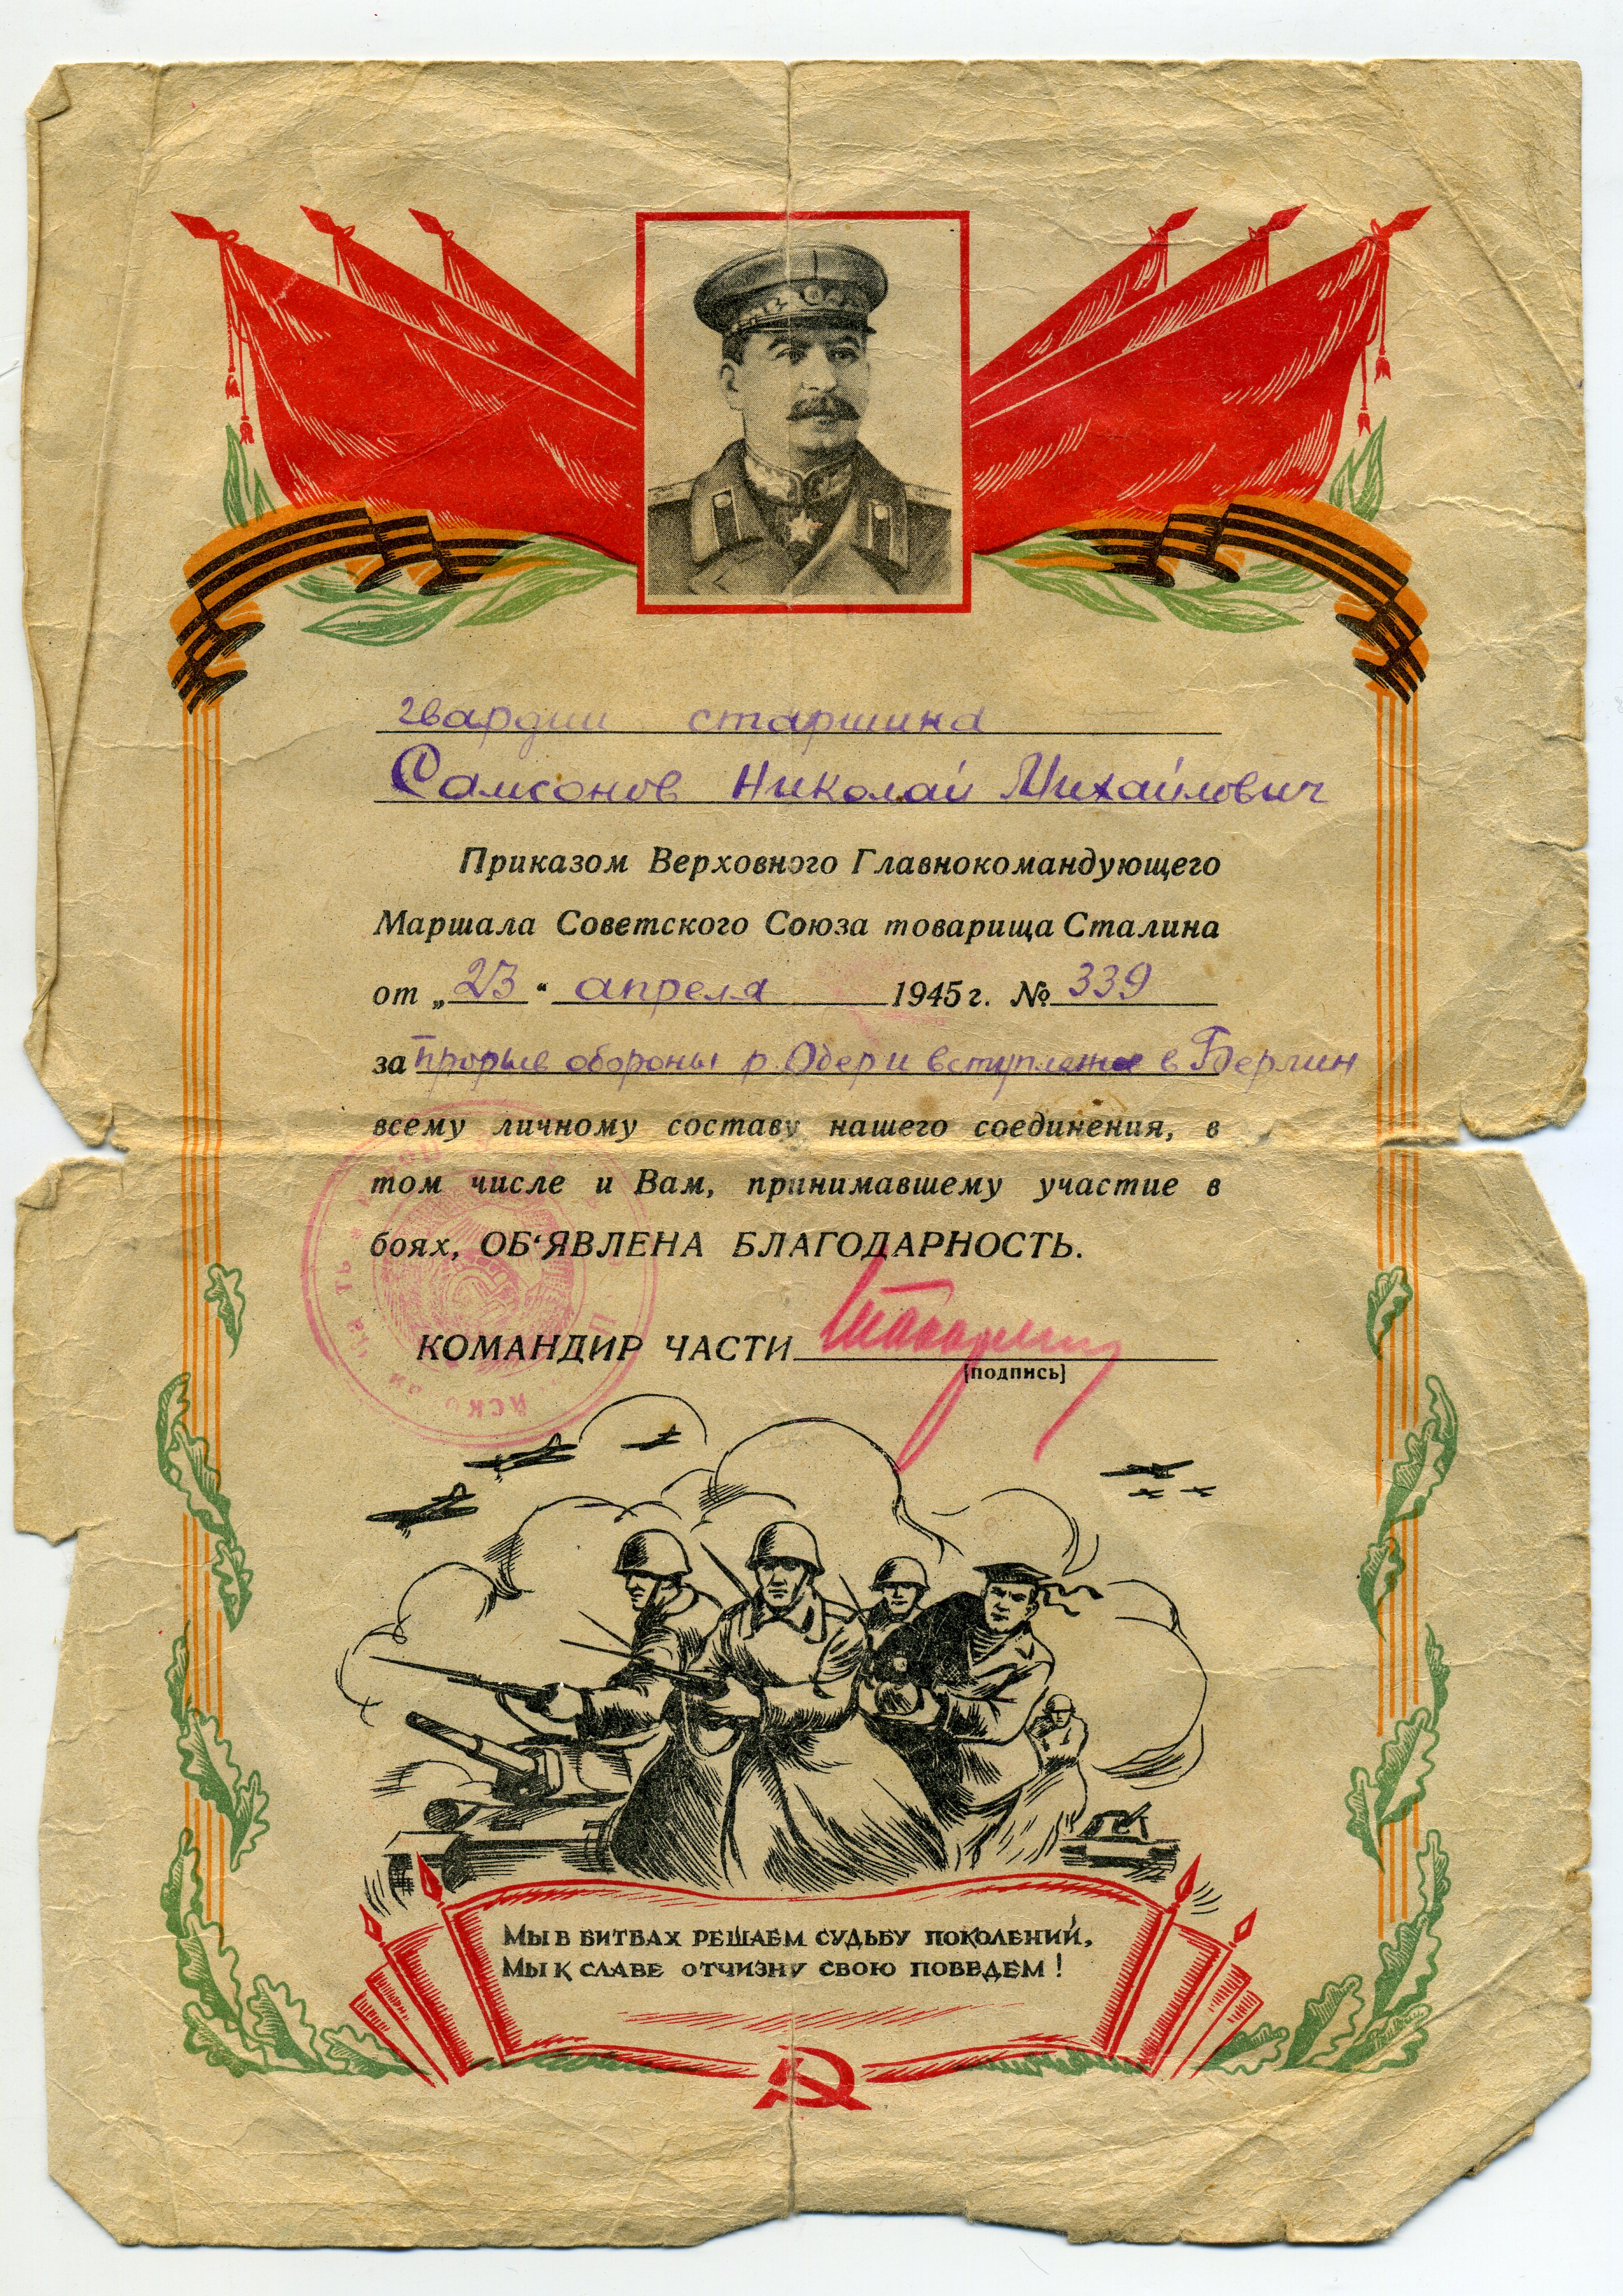 гвардии старшина
Самсонов Николай Михайлович
Приказом Верховного Главнокомандующего
Маршала Советского Союза товарища Сталина
от „23“ апреля 1945 г. № 339
за прорыв обороны р. Одер и вступление в Берлин
всему личному составу нашего соединения, в
том числе и Вам, принимавшему участие в
боях, ОБ‘ЯВЛЕНА БЛАГОДАРНОСТЬ.
КОМАНДИР ЧАСТИ
[подпись]
МЫ В БИТВАХ РЕШАЕМ СУДЬБУ ПОКОЛЕНИЙ,
МЫ К СЛАВЕ ОТЧИЗНУ СВОЮ ПОВЕДЕМ!